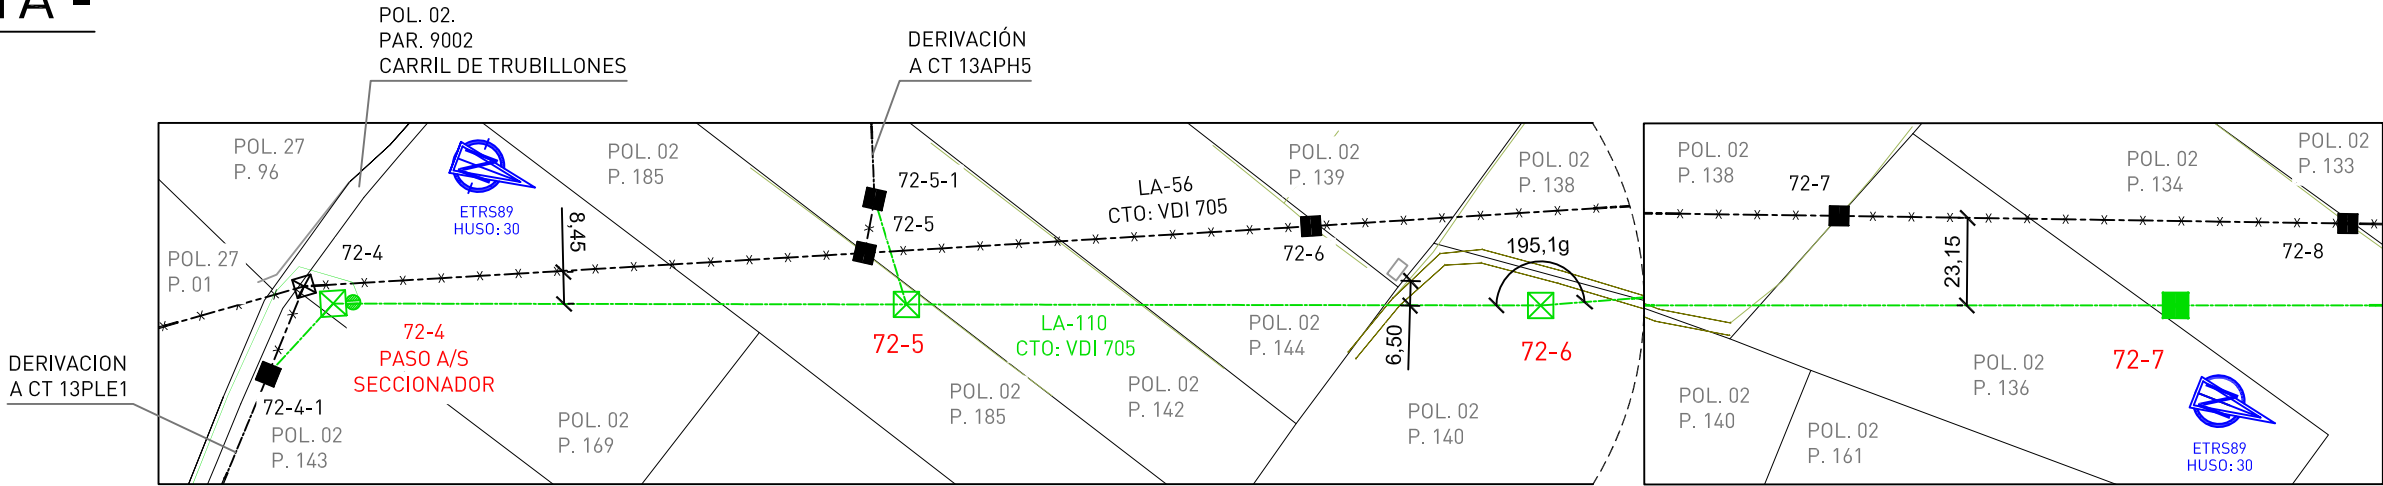 TA -
POL. 02.
PAR. 9002
CARRIL DE TRUBILLONES
DERIVACIÓN
A CT 13APH5
POL. 27
P. 96
ETRS89
HUSO: 30
POL. 02
P. 185
72-5-1
72-5
LA-56
CTO: VDI 705
POL. 02
P. 139
POL. 02
P. 138
POL. 02
P. 138
72-7
POL. 02
P. 134
POL. 02
P. 133
8,45
72-4
72-6
195,1g
23,15
72-8
POL. 27
P. 01
72-4
PASO A/S
SECCIONADOR
72-5
LA-110
CTO: VDI 705
POL. 02
P. 144
6,50
72-6
72-7
DERIVACION
A CT 13PLE1
72-4-1
POL. 02
P. 143
POL. 02
P. 169
POL. 02
P. 185
POL. 02
P. 142
POL. 02
P. 140
POL. 02
P. 140
POL. 02
P. 136
POL. 02
P. 161
ETRS89
HUSO: 30